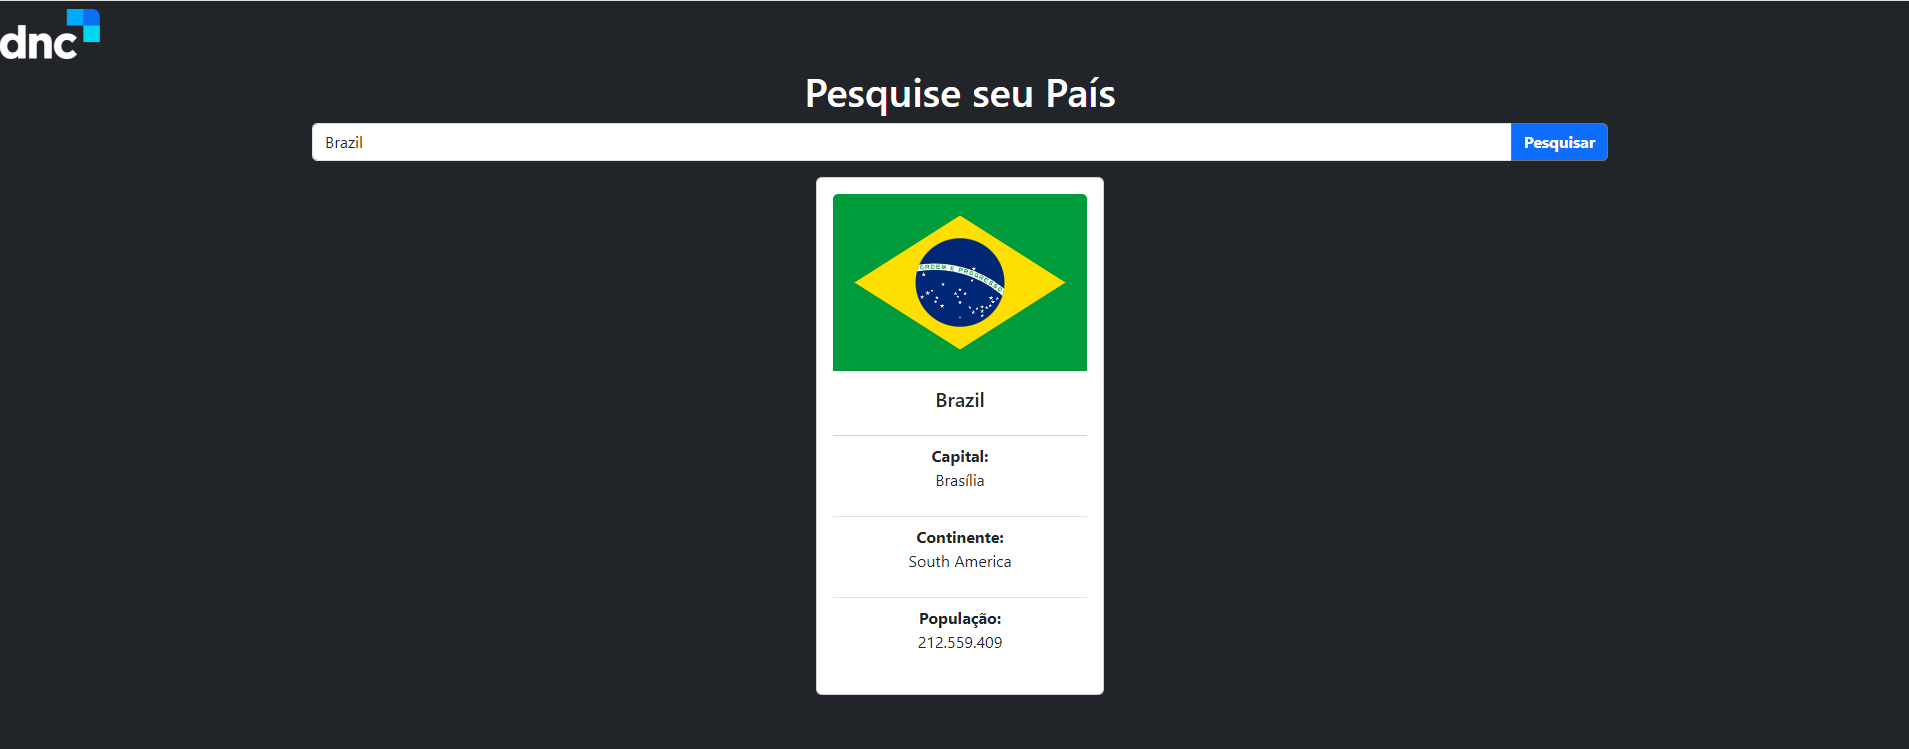 dnc
Pesquise seu País
Brazil
Pesquisar
ORDEM E PROGRESSO
Brazil
Capital:
Brasília
Continente:
South America
População:
212.559.409